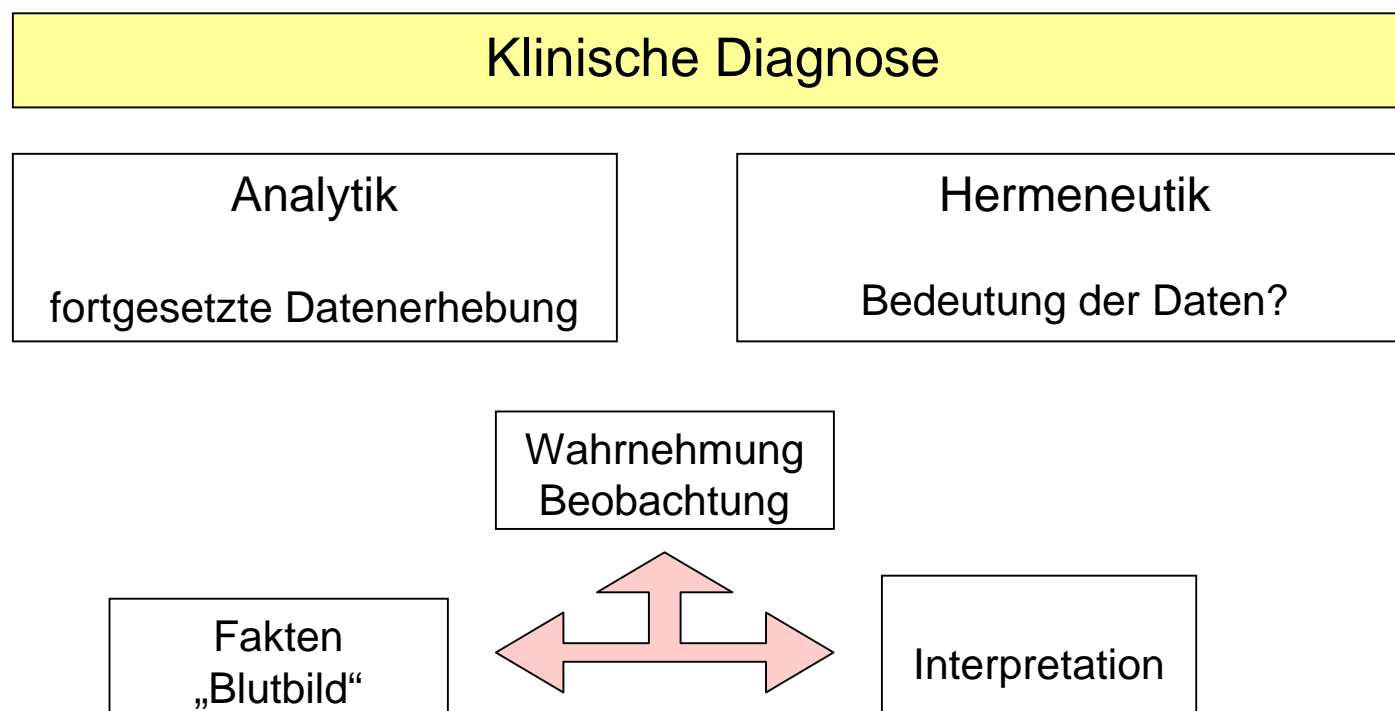 Klinische Diagnose
Analytik
fortgesetzte Datenerhebung
Hermeneutik
Bedeutung der Daten?
Wahrnehmung
Beobachtung
Fakten
„Blutbild“
Interpretation